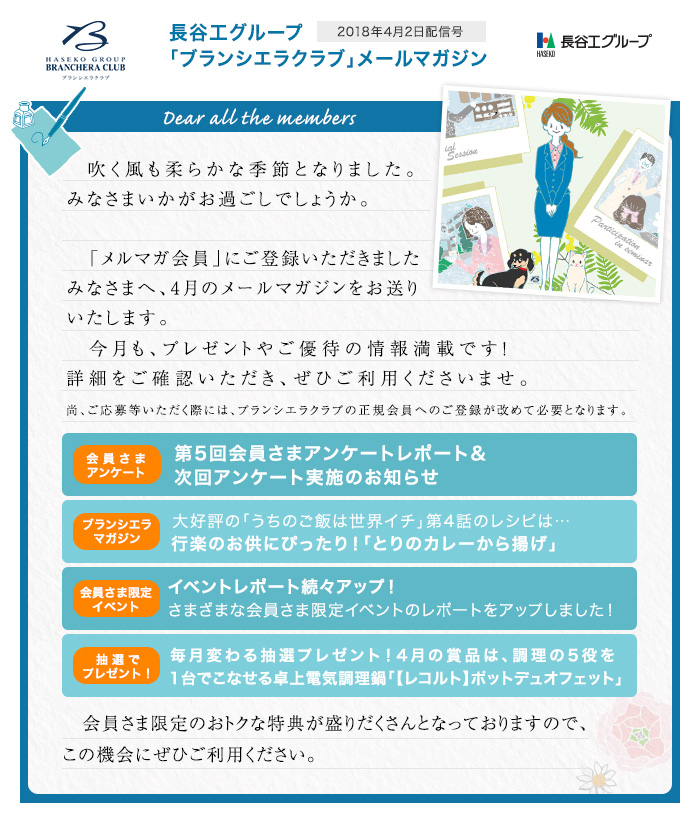 HASEKO GROUP
BRANCHERA CLUB
ブランシエラクラブ
長谷工グループ
2018年4月2日配信号
「ブランシエラクラブ」メールマガジン
HASEKO
長谷工グループ
Dear all the members
ial
Session
Participation
in seminar
吹く風も柔らかな季節となりました。
みなさまいかがお過ごしでしょうか。
「メルマガ会員」にご登録いただきました
みなさまへ、4月のメールマガジンをお送り
いたします。
今月も、プレゼントやご優待の情報満載です!
詳細をご確認いただき、ぜひご利用くださいませ。
尚、ご応募等いただく際には、ブランシエラクラブの正規会員へのご登録が改めて必要となります。
会員さま
アンケート
第5回会員さまアンケートレポート&
次回アンケート実施のお知らせ
ブランシエラ
マガジン
大好評の「うちのご飯は世界イチ」第4話のレシピは…
行楽のお供にぴったり!「とりのカレーから揚げ」
会員さま限定
イベント
イベントレポート続々アップ!
さまざまな会員さま限定イベントのレポートをアップしました!
抽選で
プレゼント!
毎月変わる抽選プレゼント!4月の賞品は、調理の5役を
1台でこなせる卓上電気調理鍋「【レコルト】ポットデュオフェット」
会員さま限定のおトクな特典が盛りだくさんとなっておりますので、
この機会にぜひご利用ください。